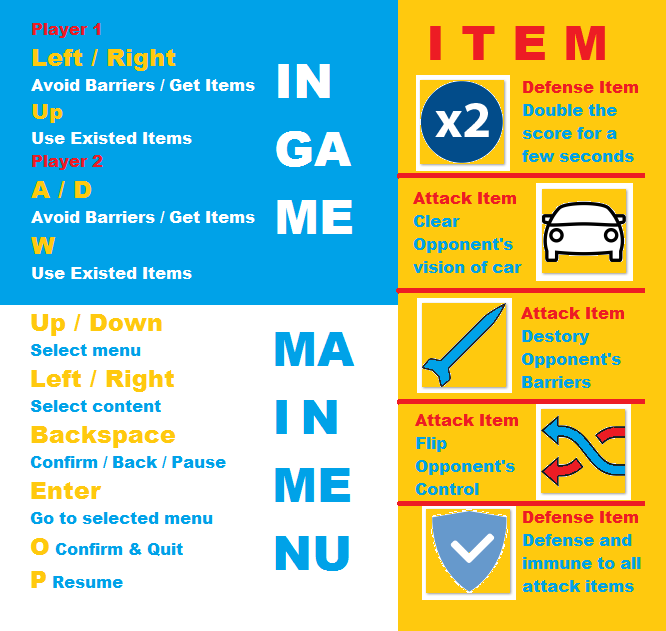 Player 1
Left / Right
Avoid Barriers / Get Items
Up
Use Existed Items
Player 2
A / D
Avoid Barriers / Get Items
W
Use Existed Items
IN
GA
ME
Up / Down
Select menu
Left / Right
Select content
Backspace
Confirm / Back / Pause
Enter
Go to selected menu
O Confirm & Quit
P Resume
MA
IN
ME
NU
ITEM
x2
Defense Item
Double the
score for a
few seconds
Attack Item
Clear
Opponent's
vision of car
Attack Item
Destory
Opponent's
Barriers
Attack Item
Flip
Opponent's
Control
Defense Item
Defense and
immune to all
attack items